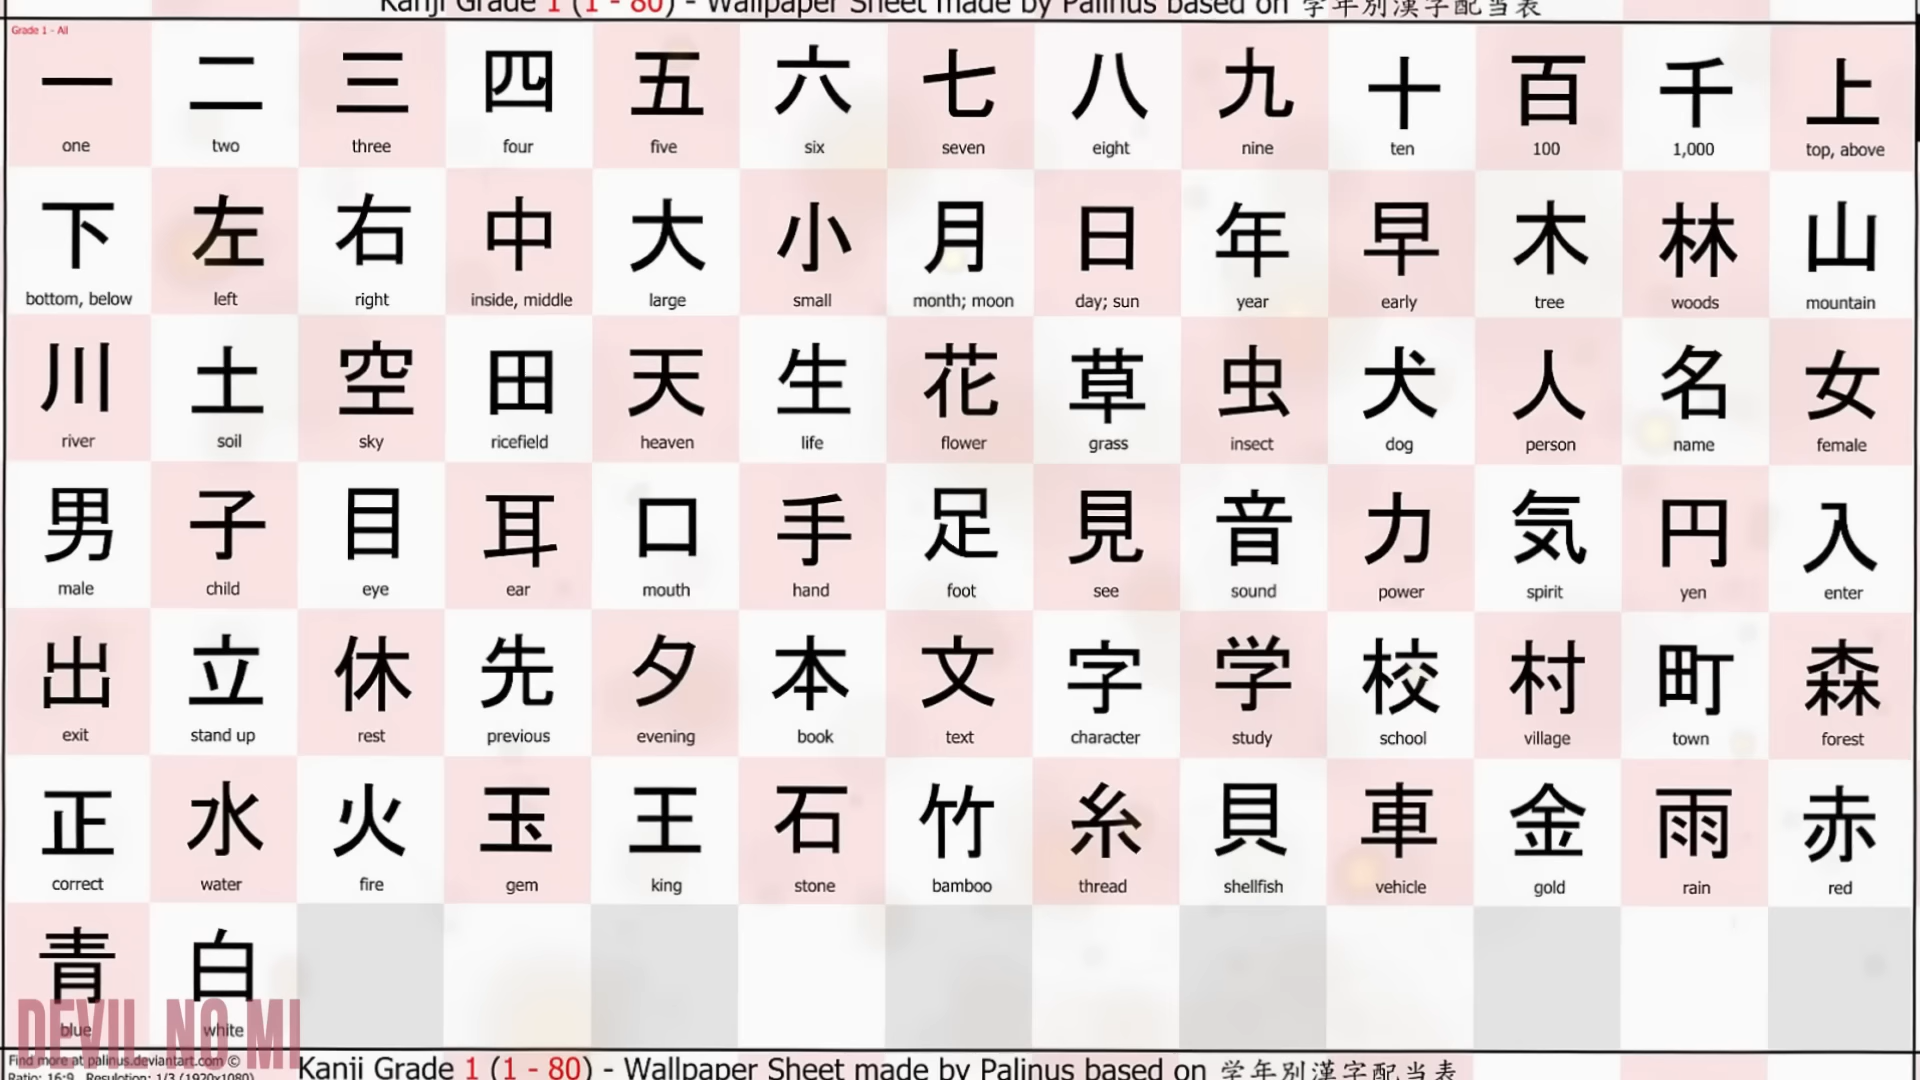 Kanji Grade 1 (1 - 80) - Wallpaper Sheet made by Palinus based on 学年別漢字配当表
Grade 1 - All
一 二 三 四 五 六 七 八 九 十 百 千 上
one two three four five six seven eight nine ten 100 1,000 top, above
下 左 右 中 大 小 月 日 年 早 木 林 山
bottom, below left right inside, middle large small month; moon day; sun year early tree woods mountain
川 土 空 田 天 生 花 草 虫 犬 人 名 女
river soil sky ricefield heaven life flower grass insect dog person name female
男 子 目 耳 口 手 足 見 音 力 気 円 入
male child eye ear mouth hand foot see sound power spirit yen enter
出 立 休 先 夕 本 文 字 学 校 村 町 森
exit stand up rest previous evening book text character study school village town forest
正 水 火 玉 王 石 竹 糸 貝 車 金 雨 赤
correct water fire gem king stone bamboo thread shellfish vehicle gold rain red
青 白
blue white
DEVIL NO MI
Find more at palinus.deviantart.com ©
Ratio: 16:9 Resolution: 1/3 (1920x1080)
Kanji Grade 1 (1 - 80) - Wallpaper Sheet made by Palinus based on 学年別漢字配当表